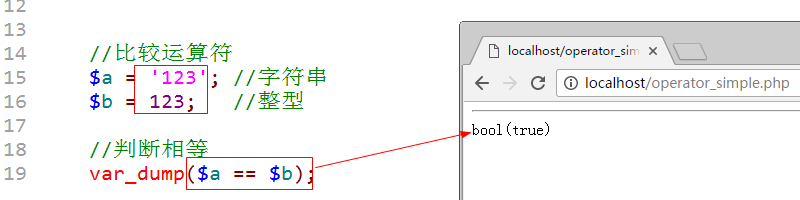 12
13
14 //比较运算符
15 $a = '123'; //字符串
16 $b = 123; //整型
17
18 //判断相等
19 var_dump($a == $b);
localhost/operator_sim
localhost/operator_simple.php
bool(true)